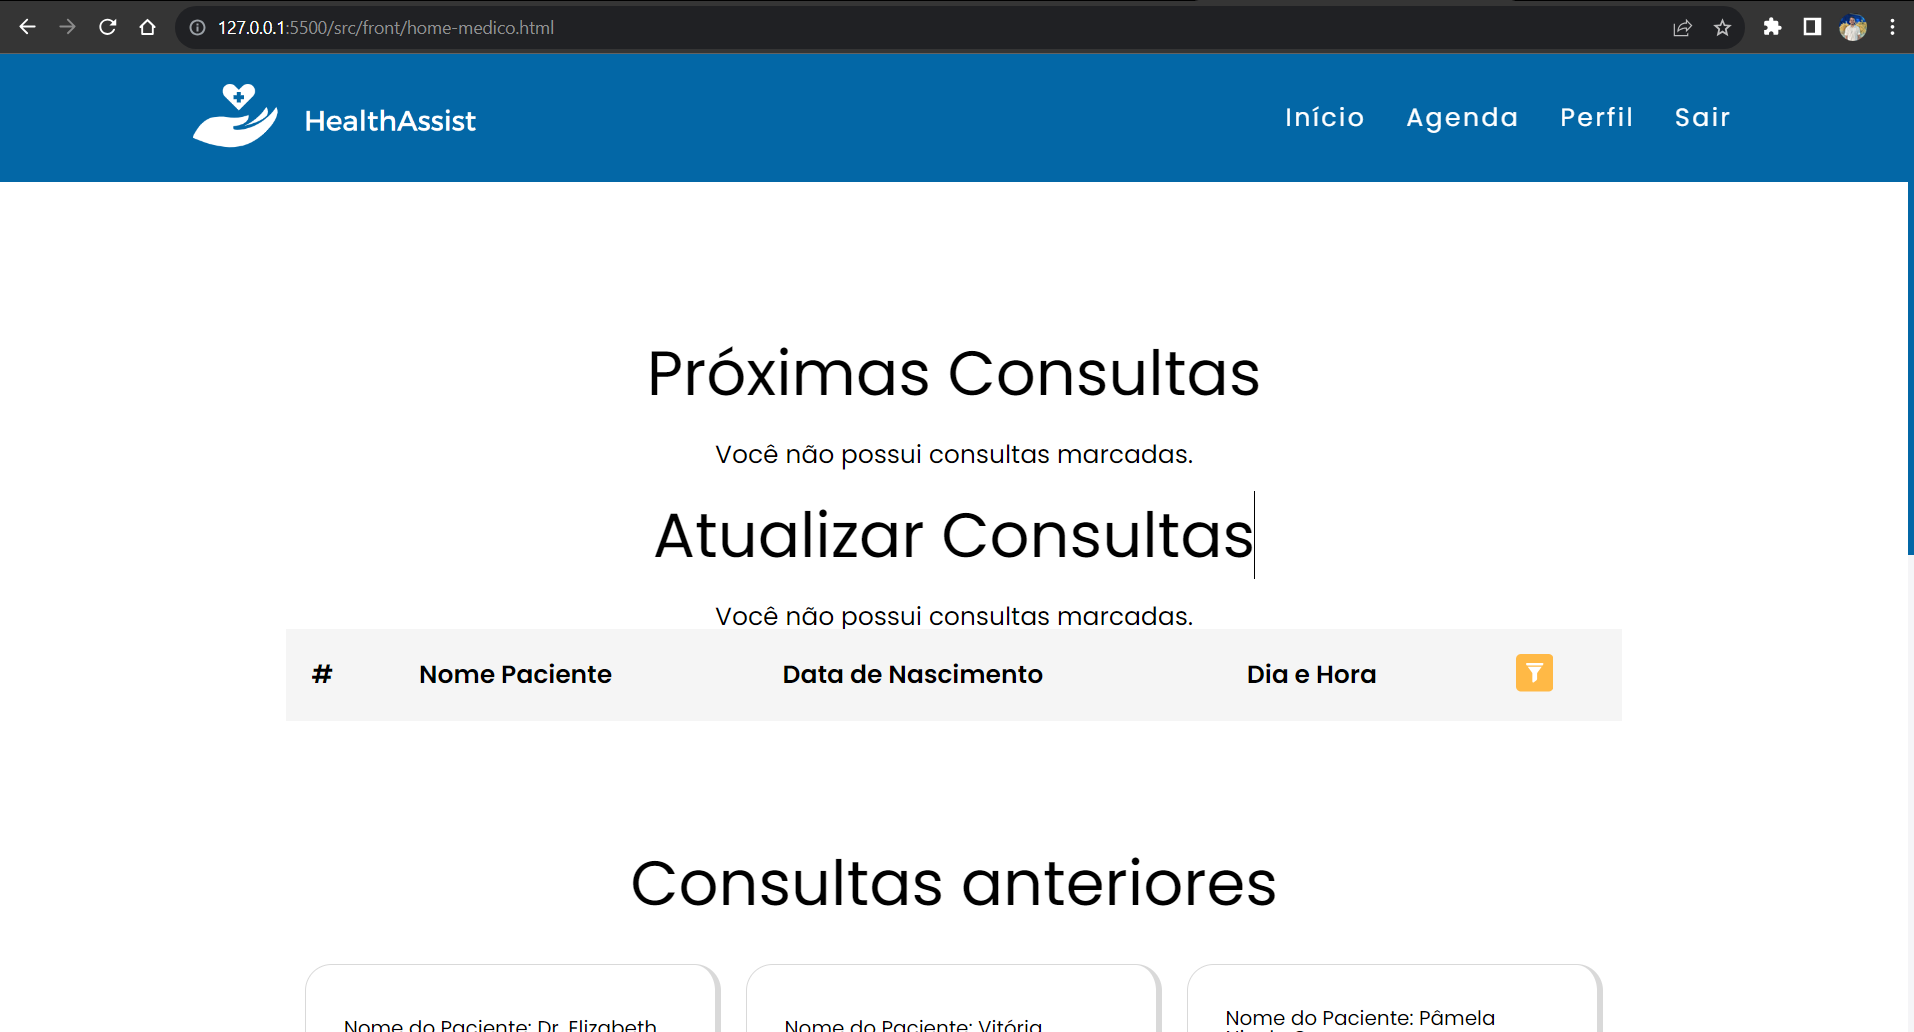 127.0.0.1:5500/src/front/home-medico.html
HealthAssist
Início Agenda Perfil Sair
Próximas Consultas
Você não possui consultas marcadas.
Atualizar Consultas
Você não possui consultas marcadas.
# Nome Paciente Data de Nascimento Dia e Hora
Consultas anteriores
Nome do Paciente: Dr. Elizabeth
Nome do Paciente: Vitória
Nome do Paciente: Pâmela